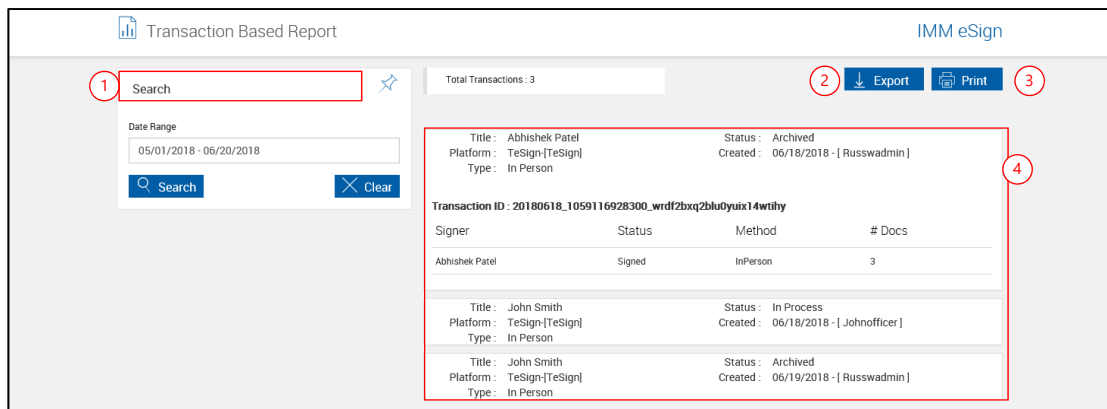 Transaction Based Report
IMM eSign
1
Search
Total Transactions : 3
2
Export
Print
3
Date Range
05/01/2018 - 06/20/2018
Search
Clear
4
Title : Abhishek Patel Status : Archived
Platform : TeSign-[TeSign] Created : 06/18/2018 - [ Russwadmin ]
Type : In Person
Transaction ID : 20180618_1059116928300_wrdf2bxq2blu0yuix14wtihy
Signer Status Method # Docs
Abhishek Patel Signed InPerson 3
Title : John Smith Status : In Process
Platform : TeSign-[TeSign] Created : 06/18/2018 - [ Johnofficer ]
Type : In Person
Title : John Smith Status : Archived
Platform : TeSign-[TeSign] Created : 06/19/2018 - [ Russwadmin ]
Type : In Person